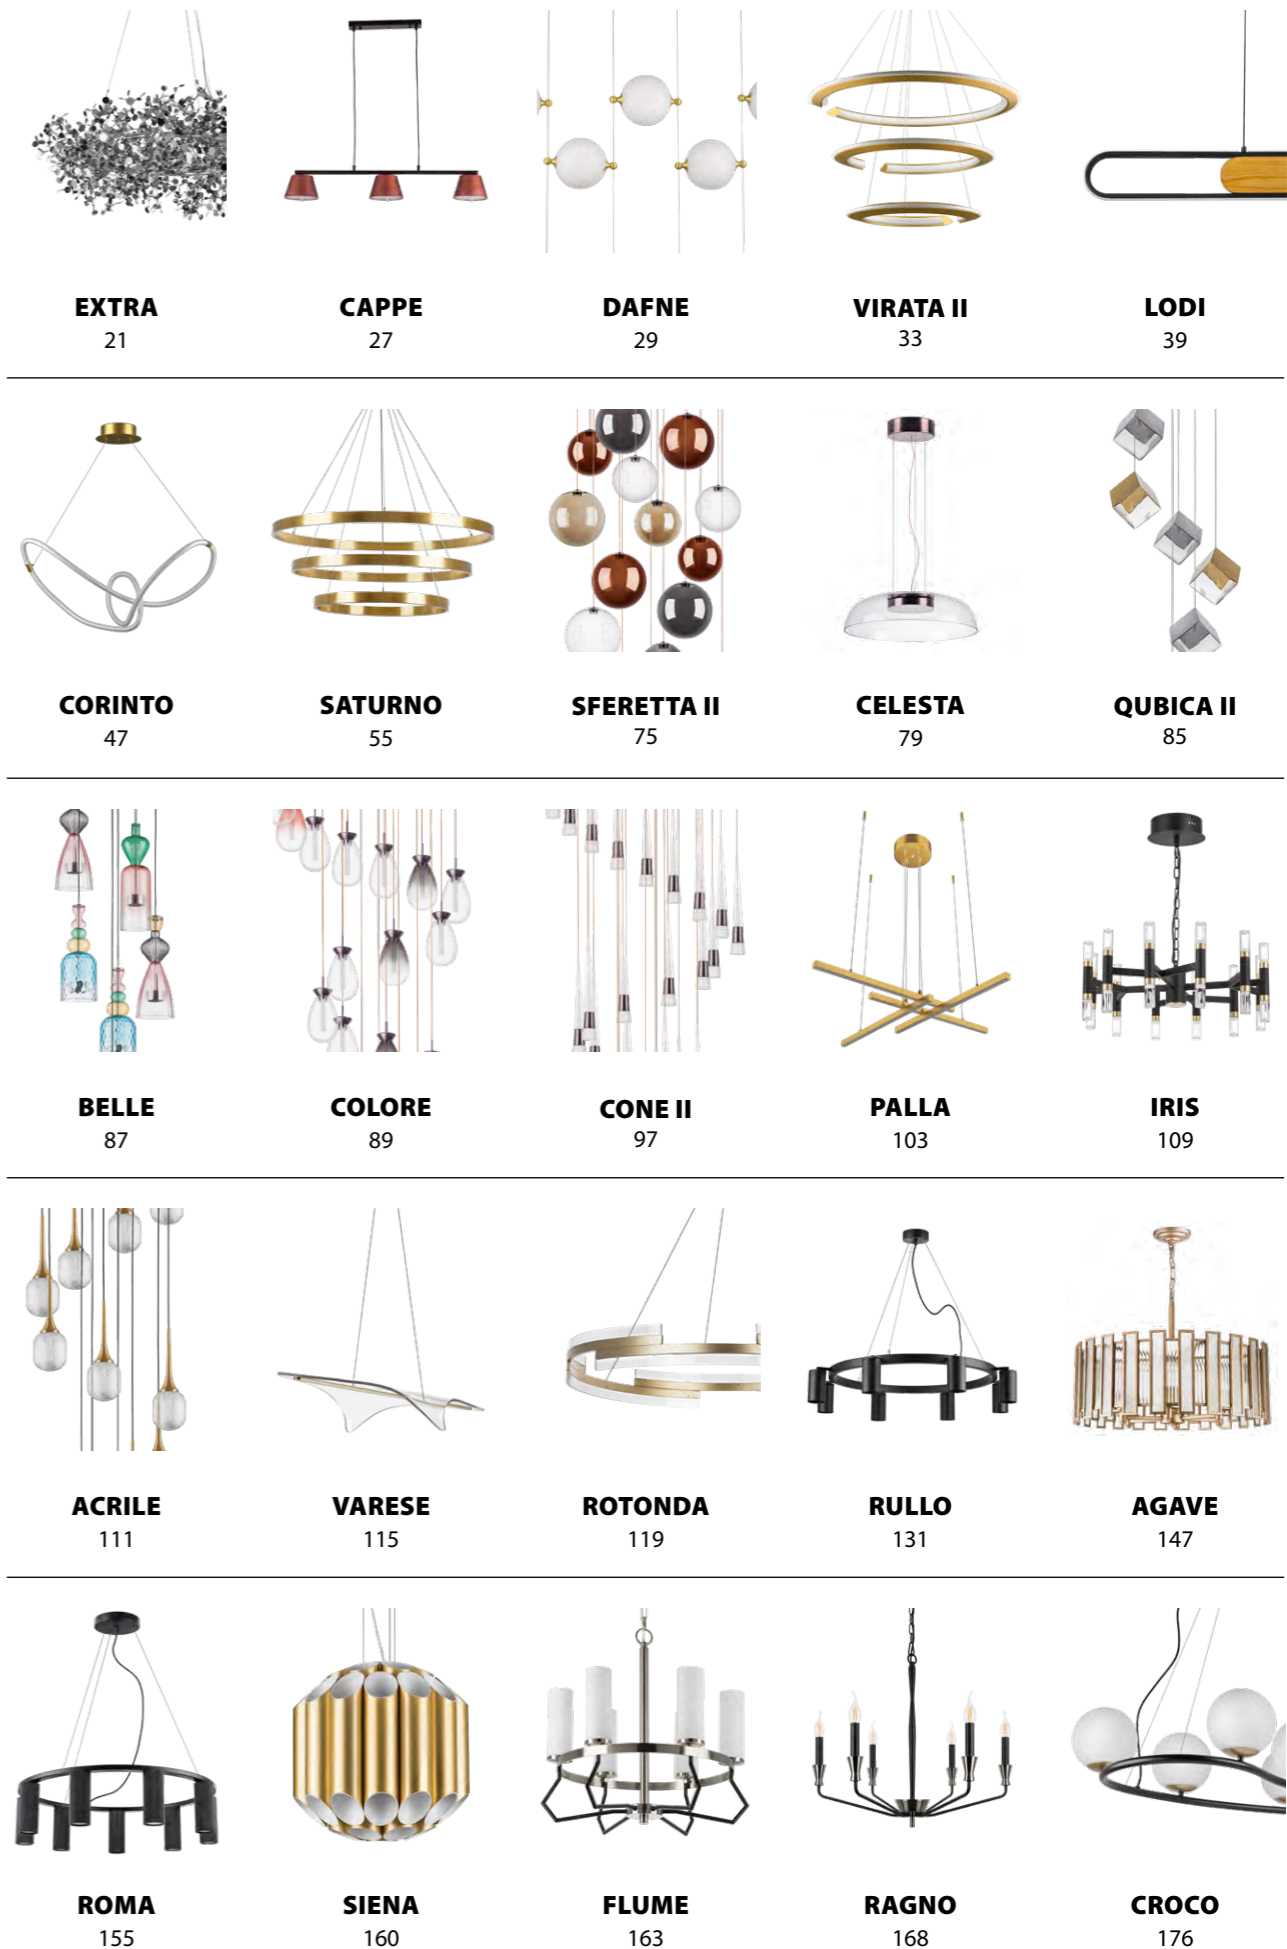 EXTRA
21
CAPPE
27
DAFNE
29
VIRATA II
33
LODI
39
CORINTO
47
SATURNO
55
SFERETTA II
75
CELESTA
79
QUBICA II
85
BELLE
87
COLORE
89
CONE II
97
PALLA
103
IRIS
109
ACRILE
111
VARESE
115
ROTONDA
119
RULLO
131
AGAVE
147
ROMA
155
SIENA
160
FLUME
163
RAGNO
168
CROCO
176